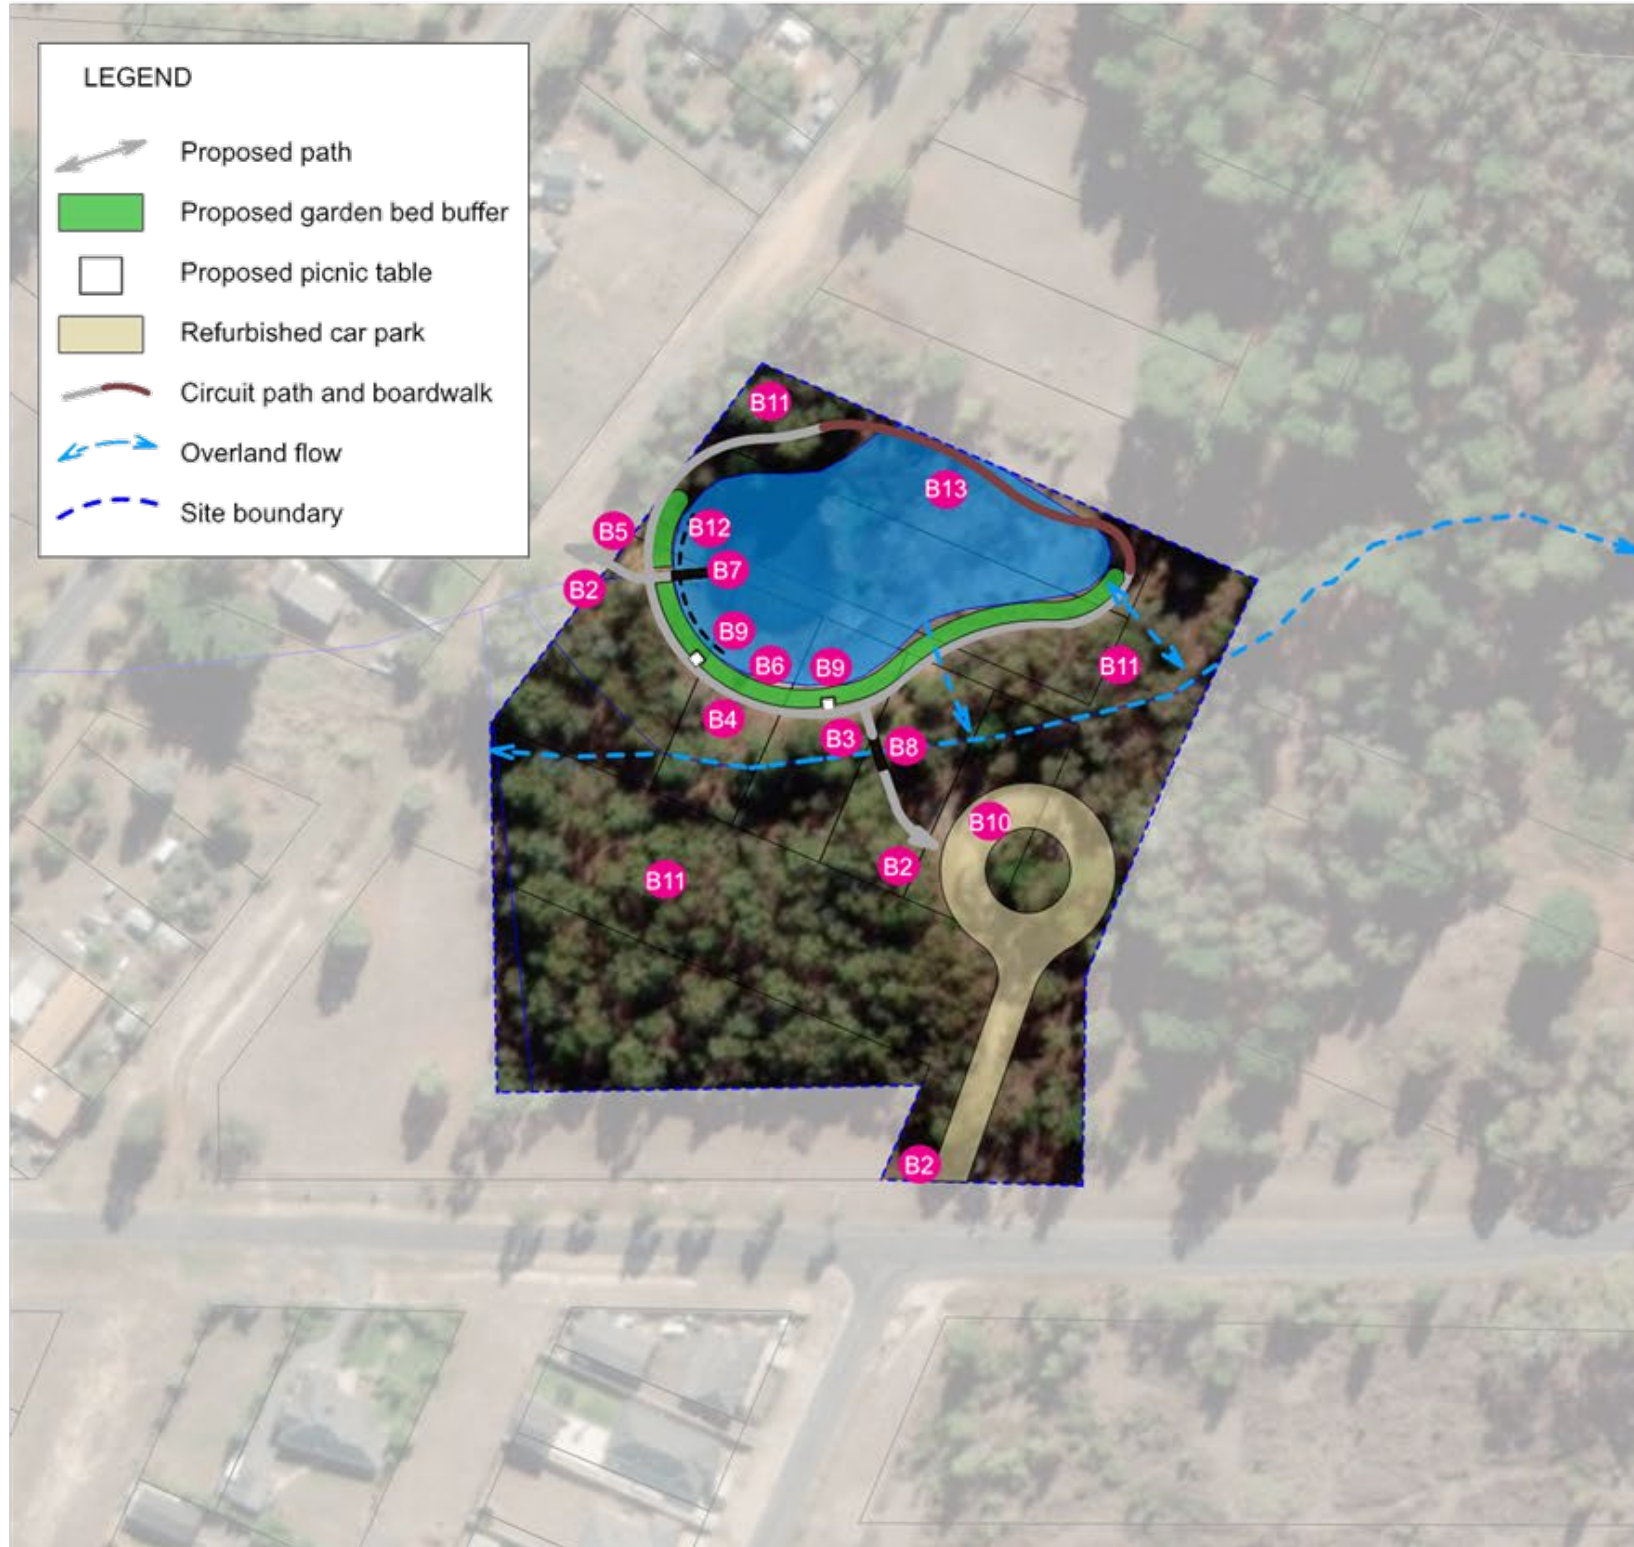 LEGEND
Proposed path
Proposed garden bed buffer
Proposed picnic table
Refurbished car park
Circuit path and boardwalk
Overland flow
Site boundary
B11
B13
B5
B12
B7
B2
B9
B6
B9
B11
B4
B3
B8
B10
B2
B11
B2